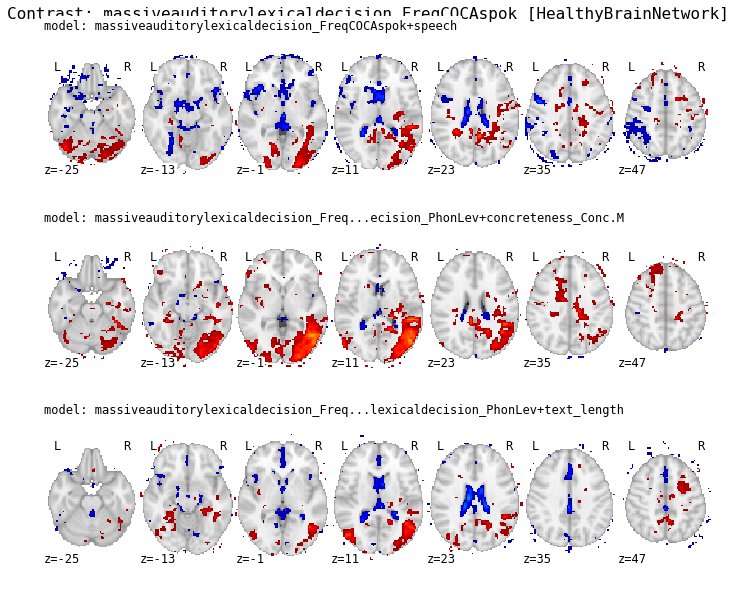 Contrast: massiveauditorylexicaldecision_FreqCOCAspok [HealthyBrainNetwork]
model: massiveauditorylexicaldecision_FreqCOCAspok+speech
L R L R L R L R L R L R L R
z=-25 z=-13 z=-1 z=11 z=23 z=35 z=47
model: massiveauditorylexicaldecision_Freq...ecision_PhonLev+concreteness_Conc.M
L R L R L R L R L R L R L R
z=-25 z=-13 z=-1 z=11 z=23 z=35 z=47
model: massiveauditorylexicaldecision_Freq...lexicaldecision_PhonLev+text_length
L R L R L R L R L R L R L R
z=-25 z=-13 z=-1 z=11 z=23 z=35 z=47